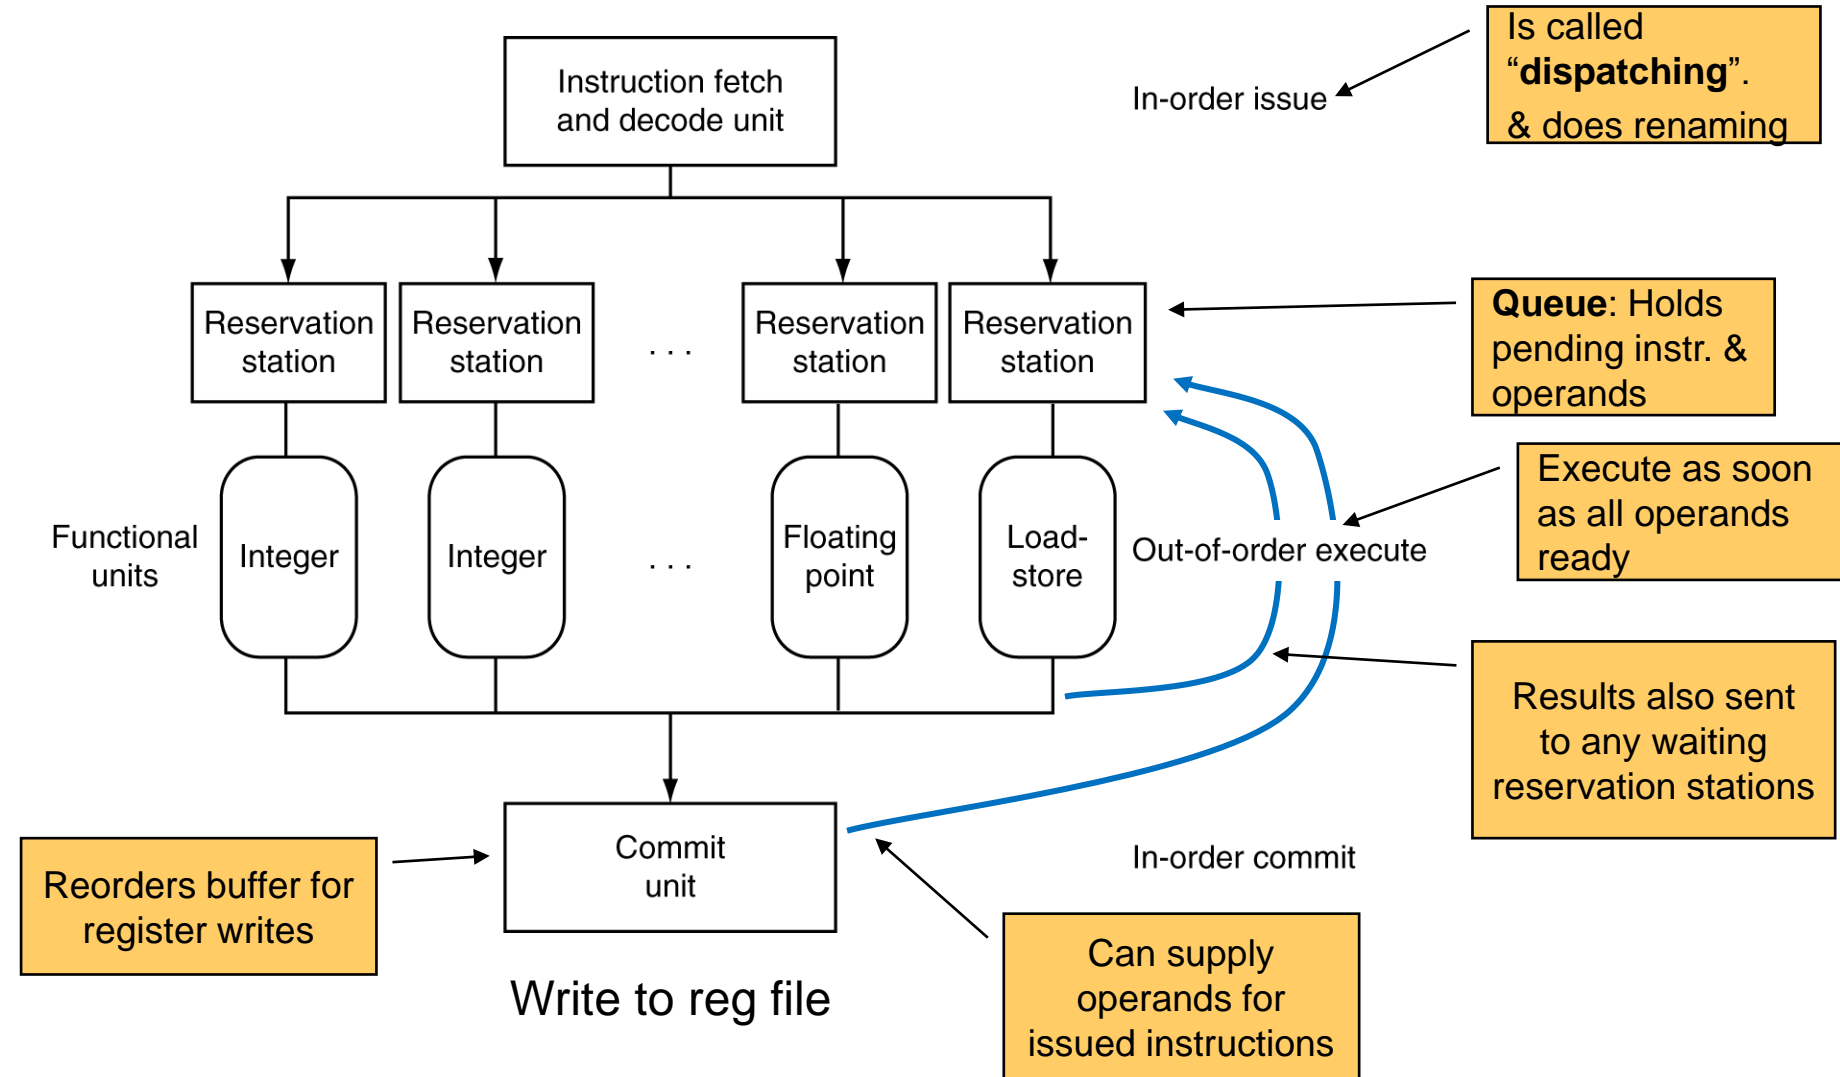 Is called
“dispatching”.
& does renaming
Instruction fetch
and decode unit
In-order issue
Reservation
station
Reservation
station
. . .
Reservation
station
Reservation
station
Queue: Holds
pending instr. &
operands
Execute as soon
as all operands
ready
Functional
units
Integer
Integer
. . .
Floating
point
Load-
store
Out-of-order execute
Results also sent
to any waiting
reservation stations
Commit
unit
In-order commit
Reorders buffer for
register writes
Can supply
operands for
issued instructions
Write to reg file